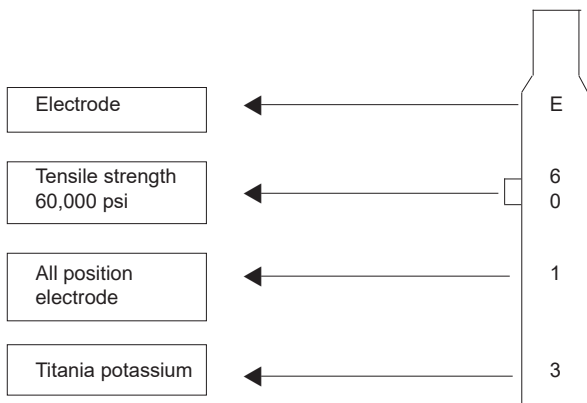 Electrode
E
Tensile strength
60,000 psi
6
0
All position
electrode
1
Titania potassium
3